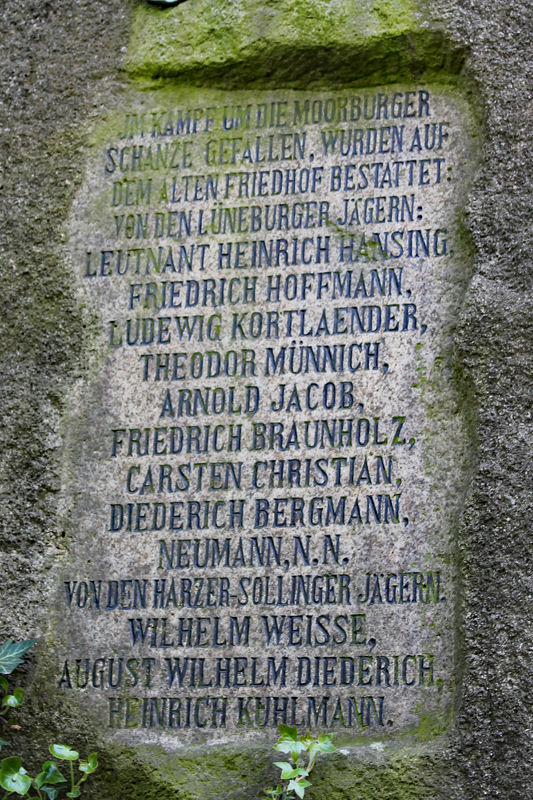 IM KAMPF UM DIE MOORBURGER
SCHANZE GEFALLEN, WURDEN AUF
DEM ALTEN FRIEDHOF BESTATTET:
VON DEN LÜNEBURGER JÄGERN:
LEUTNANT HEINRICH HANSING,
FRIEDRICH HOFFMANN,
LUDEWIG KORTLAENDER,
THEODOR MÜNNICH,
ARNOLD JACOB,
FRIEDRICH BRAUNHOLZ,
CARSTEN CHRISTIAN,
DIEDERICH BERGMANN,
NEUMANN, N. N.
VON DEN HARZER-SOLLINGER JÄGERN:
WILHELM WEISSE,
AUGUST WILHELM DIEDERICH,
HEINRICH KUHLMANN.